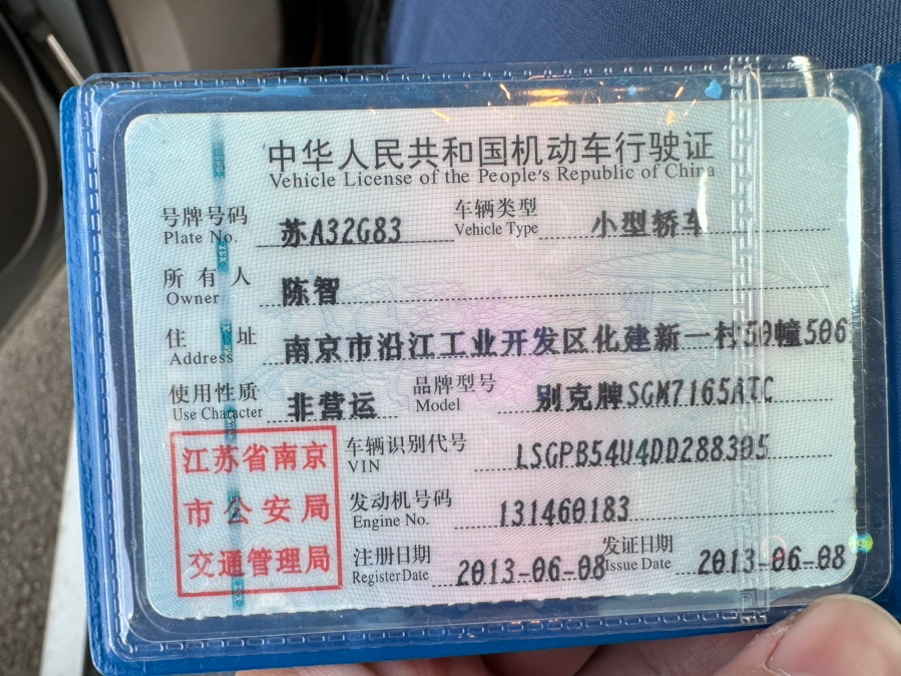 中华人民共和国机动车行驶证
Vehicle License of the People's Republic of China
号牌号码 苏A32G83 车辆类型 小型轿车
Plate No. Vehicle Type
所有人 陈智
Owner
住址 南京市沿江工业开发区化建新一村50幢506
Address
使用性质 非营运 品牌型号 别克牌SGM7165ATC
Use Character Model
江苏省南京
市公安局
交通管理局
车辆识别代号 LSGPB54U4DD288305
VIN
发动机号码 131460183
Engine No.
注册日期 2013-06-08 发证日期 2013-06-08
Register Date Issue Date